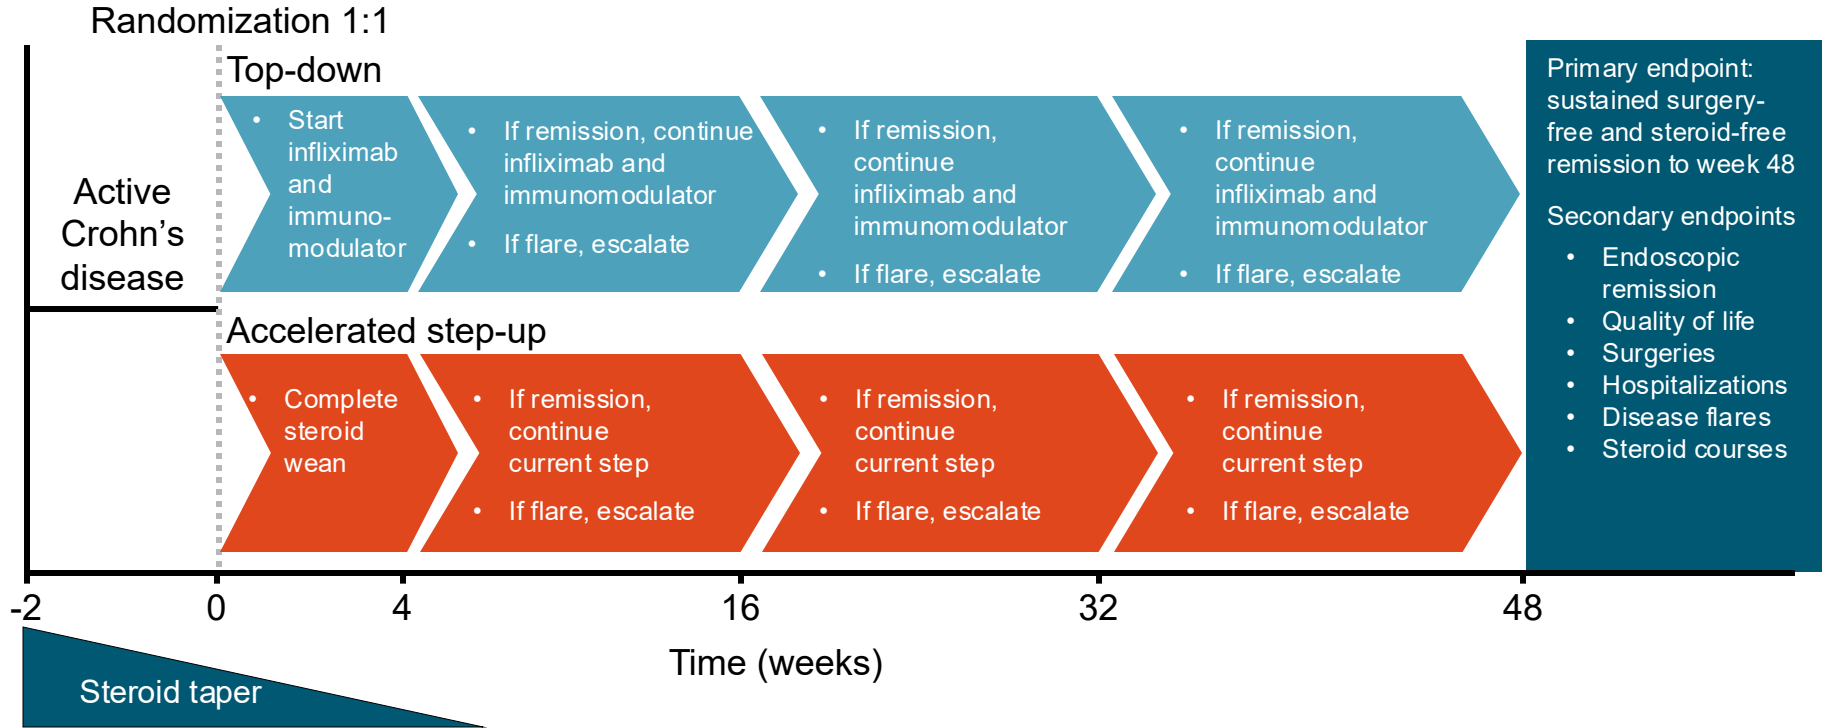 Randomization 1:1
Top-down
• Start
infliximab
and
immuno-
modulator
• If remission, continue
infliximab and
immunomodulator
• If flare, escalate
• If remission,
continue
infliximab and
immunomodulator
• If flare, escalate
• If remission,
continue
infliximab and
immunomodulator
• If flare, escalate
Active
Crohn's
disease
Accelerated step-up
• Complete
steroid
wean
• If remission,
continue
current step
• If flare, escalate
• If remission,
continue
current step
• If flare, escalate
• If remission,
continue
current step
• If flare, escalate
Primary endpoint:
sustained surgery-
free and steroid-free
remission to week 48
Secondary endpoints
• Endoscopic
remission
• Quality of life
• Surgeries
• Hospitalizations
• Disease flares
• Steroid courses
-2 0 4 16 32 48
Time (weeks)
Steroid taper